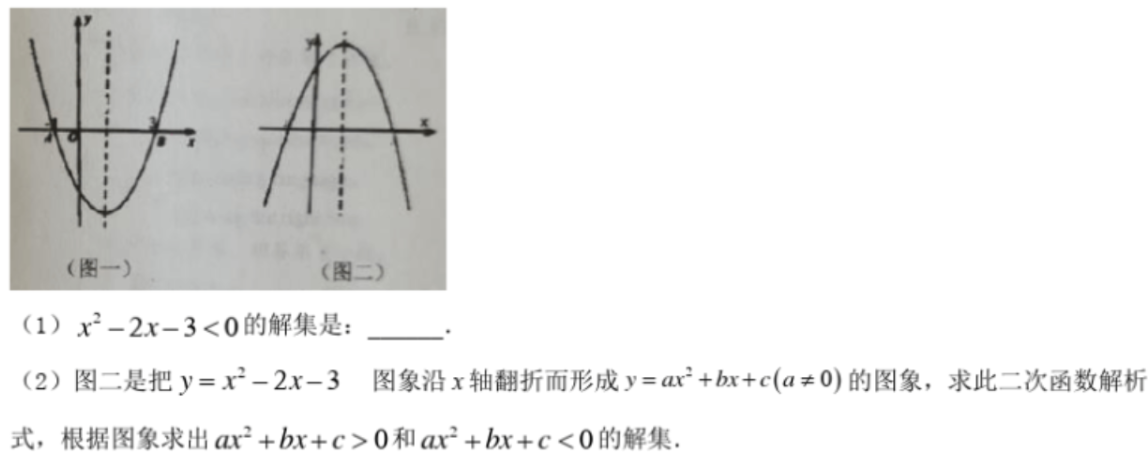 y y
-1 3 x
A O B x
（图一） （图二）
（1）x² − 2x − 3 < 0 的解集是：______．
（2）图二是把 y = x² − 2x − 3 图象沿 x 轴翻折而形成 y = ax² + bx + c(a ≠ 0) 的图象，求此二次函数解析
式，根据图象求出 ax² + bx + c > 0 和 ax² + bx + c < 0 的解集．